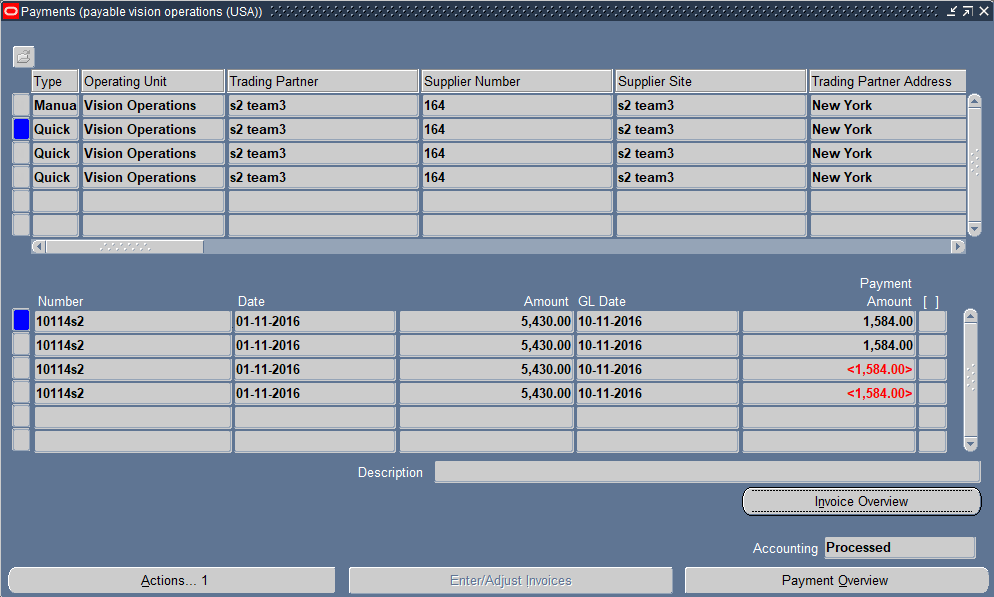 Payments (payable vision operations (USA))
Type Operating Unit Trading Partner Supplier Number Supplier Site Trading Partner Address
Manua Vision Operations s2 team3 164 s2 team3 New York
Quick Vision Operations s2 team3 164 s2 team3 New York
Quick Vision Operations s2 team3 164 s2 team3 New York
Quick Vision Operations s2 team3 164 s2 team3 New York
Payment
Number Date Amount GL Date Amount [ ]
10114s2 01-11-2016 5,430.00 10-11-2016 1,584.00
10114s2 01-11-2016 5,430.00 10-11-2016 1,584.00
10114s2 01-11-2016 5,430.00 10-11-2016 <1,584.00>
10114s2 01-11-2016 5,430.00 10-11-2016 <1,584.00>
Description
Invoice Overview
Accounting Processed
Actions... 1 Enter/Adjust Invoices Payment Overview